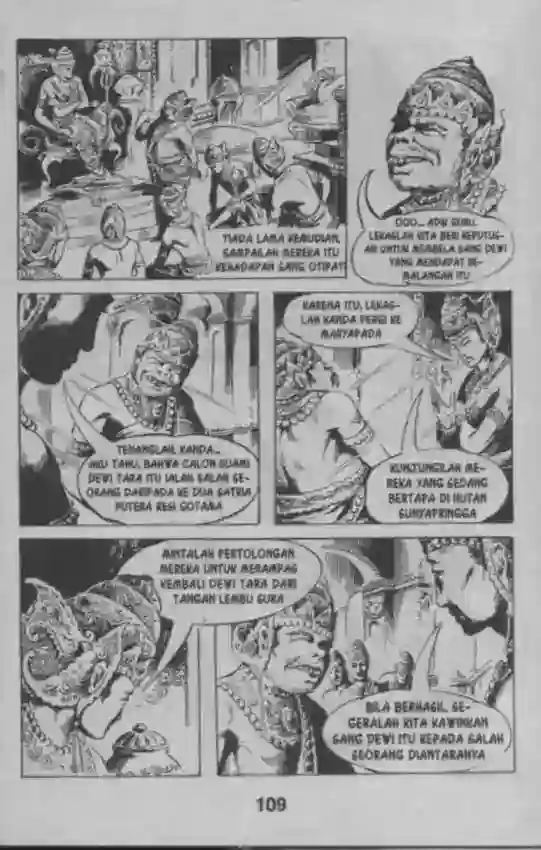 TIADA LAMA KEMUDIAN,
SAMPAILAH MEREKA ITU
KEHADAPAN SANG OTIPATI
OOO... ADIK GURU,
LEKASLAH KITA BERI KEPUTUS-
AN UNTUK MEMBELA SANG DEWI
YANG MENDAPAT KE-
MALANGAN ITU
TENANGLAH, KANDA...
AKU TAHU, BAHWA CALON SUAMI
DEWI TARA ITU IALAH SALAH SE-
ORANG DARIPADA KE DUA SATRIA
PUTERA RESI GOTAMA
KARENA ITU, LEKAS-
LAH KANDA PERGI KE
MARYAPADA
KUNJUNGILAH ME-
REKA YANG SEDANG
BERTAPA DI HUTAN
SUNYAPRINGGA
MINTALAH PERTOLONGAN
MEREKA UNTUK MERAMPAS
KEMBALI DEWI TARA DARI
TANGAN LEMBU SURA
BILA BERHASIL, SE-
GERALAH KITA KAWINKAN
SANG DEWI ITU KEPADA SALAH
SEORANG DIANTARANYA
109